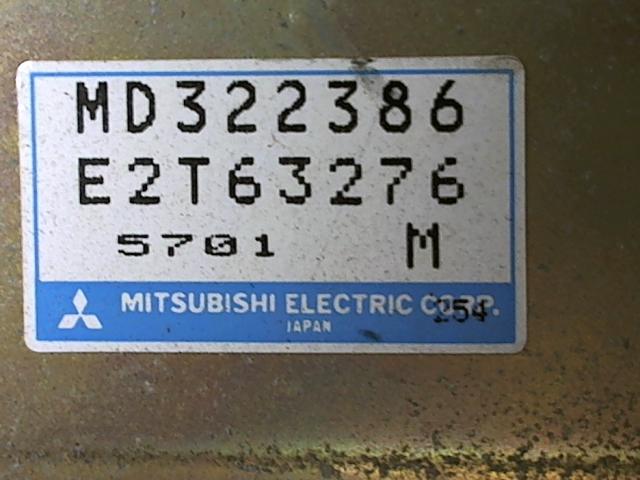 MD322386
E2T63276
5701 M
MITSUBISHI ELECTRIC CORP.
254
JAPAN